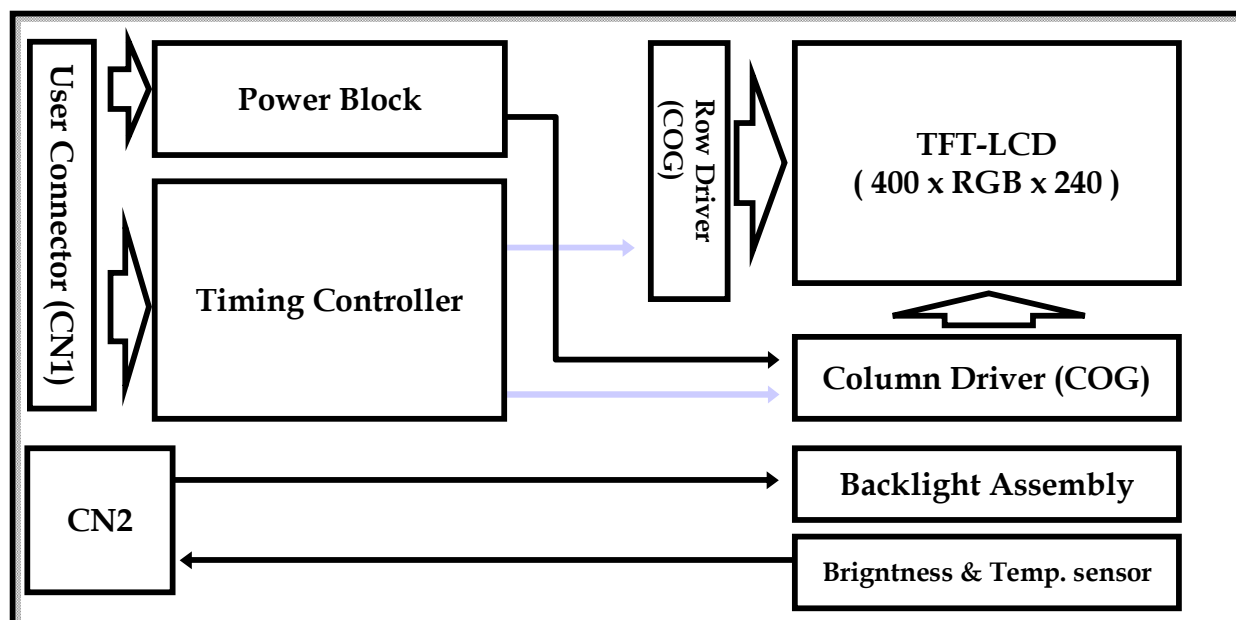 User Connector (CN1)
Power Block
Timing Controller
Row Driver
(COG)
TFT-LCD
( 400 x RGB x 240 )
Column Driver (COG)
CN2
Backlight Assembly
Brigntness & Temp. sensor